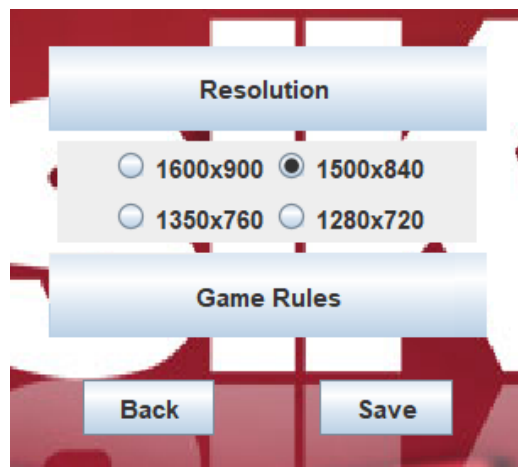 Resolution
1600x900 1500x840
1350x760 1280x720
Game Rules
Back Save